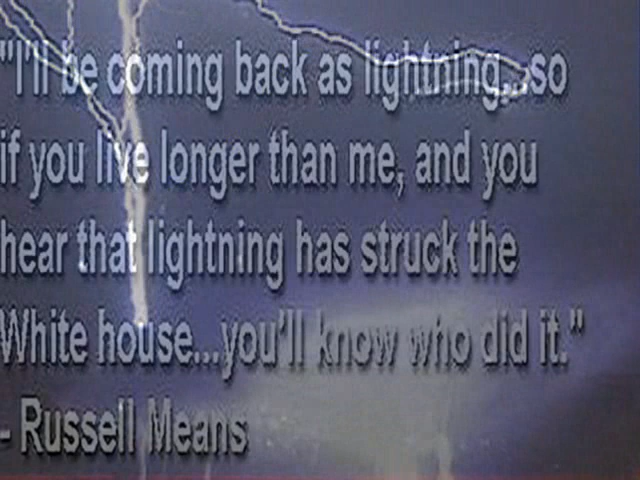 "I'll be coming back as lightning...so
if you live longer than me, and you
hear that lightning has struck the
White house...you'll know who did it."
- Russell Means